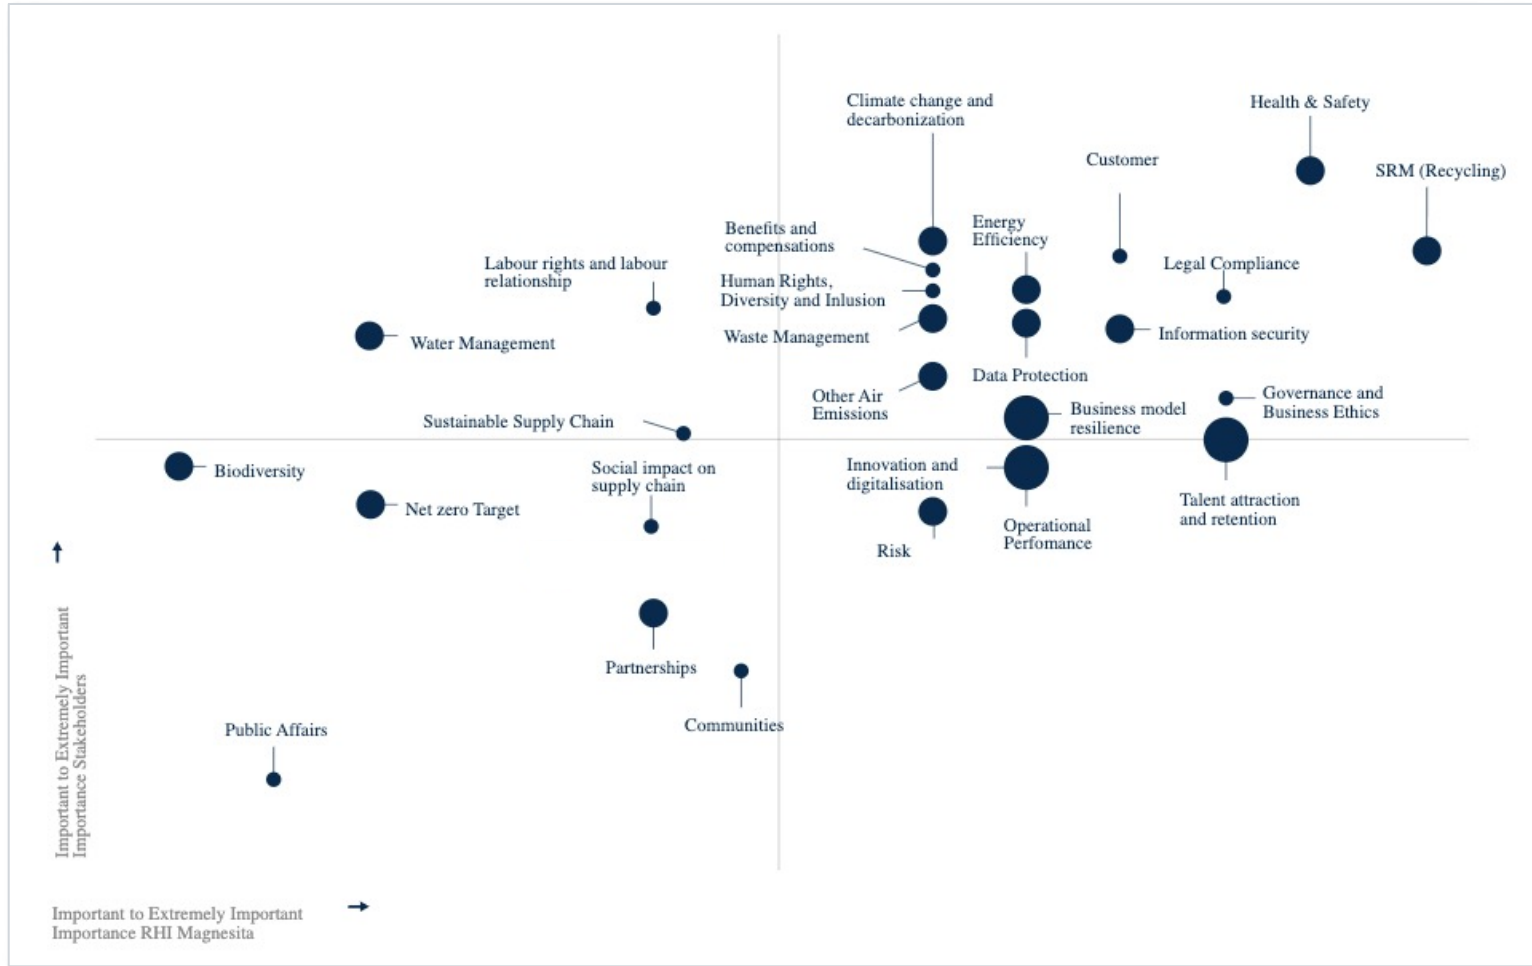 Climate change and
decarbonization
Health & Safety
Customer
SRM (Recycling)
Benefits and
compensations
Energy
Efficiency
Labour rights and labour
relationship
Legal Compliance
Human Rights,
Diversity and Inlusion
Water Management
Waste Management
Information security
Data Protection
Other Air
Emissions
Governance and
Business Ethics
Business model
resilience
Sustainable Supply Chain
Biodiversity
Social impact on
supply chain
Innovation and
digitalisation
Net zero Target
Talent attraction
and retention
Operational
Perfomance
Risk
Partnerships
Communities
Public Affairs
Important to Extremely Important
Importance Stakeholders
Important to Extremely Important
Importance RHI Magnesita